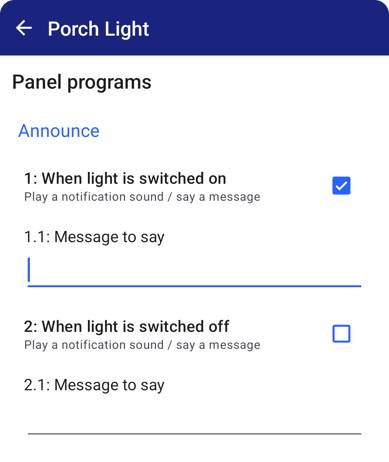 Porch Light
Panel programs
Announce
1: When light is switched on
Play a notification sound / say a message
1.1: Message to say
2: When light is switched off
Play a notification sound / say a message
2.1: Message to say